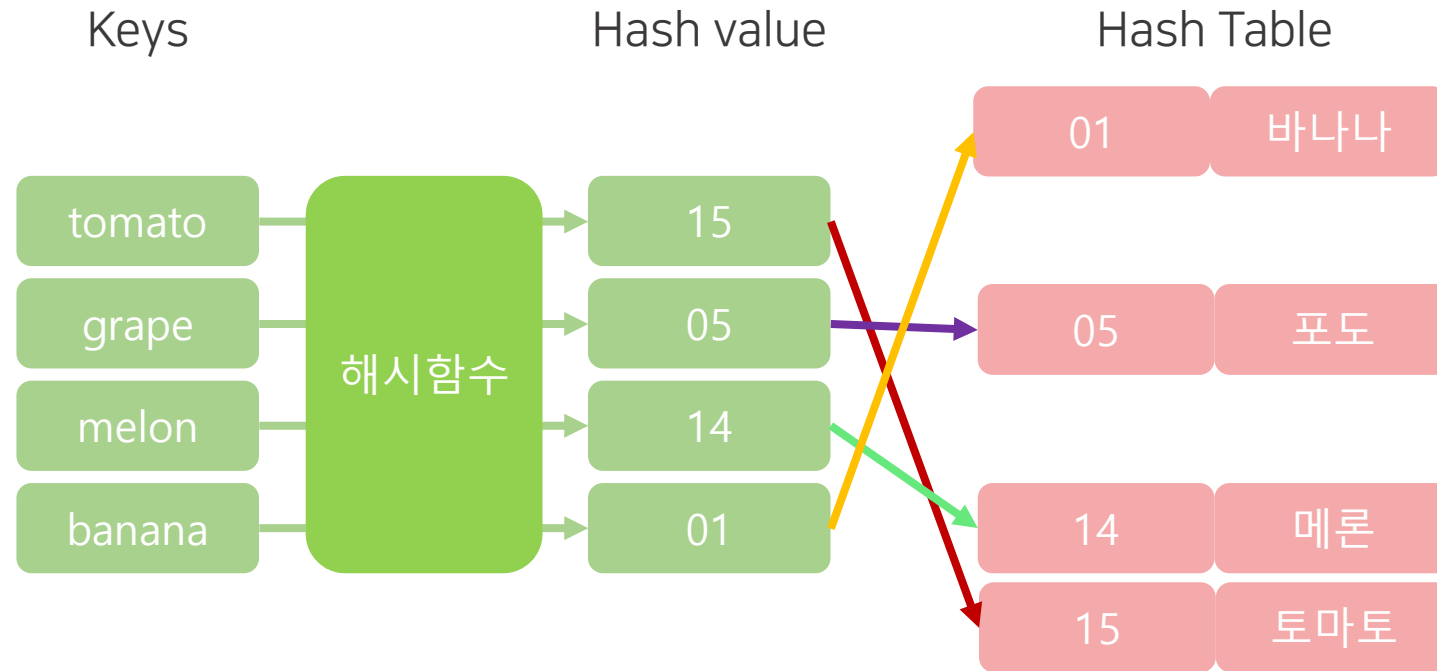 Keys
Hash value
Hash Table
01 바나나
tomato
15
grape
05
05 포도
해시함수
melon
14
banana
01
14 메론
15 토마토